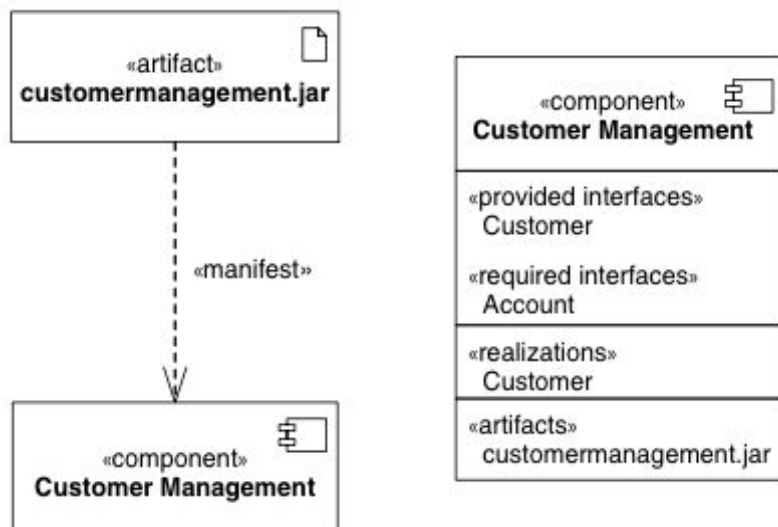 «artifact»
customermanagement.jar
«manifest»
«component»
Customer Management
«component»
Customer Management
«provided interfaces»
Customer
«required interfaces»
Account
«realizations»
Customer
«artifacts»
customermanagement.jar